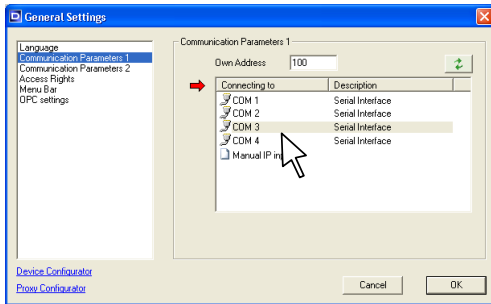 General Settings
Language
Communication Parameters 1
Communication Parameters 2
Access Rights
Menu Bar
OPC settings
Communication Parameters 1
Own Address 100
Connecting to Description
COM 1 Serial Interface
COM 2 Serial Interface
COM 3 Serial Interface
COM 4 Serial Interface
Manual IP
Device Configurator
Proxy Configurator
Cancel OK